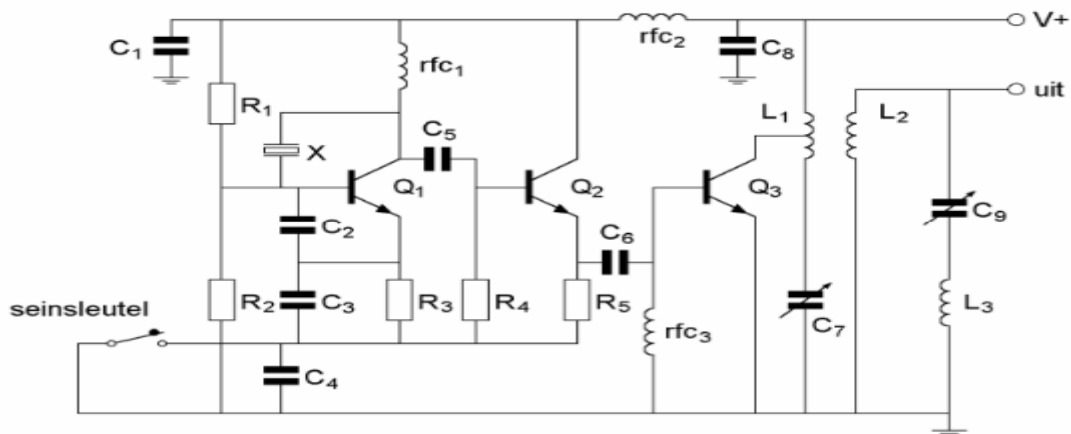 V+
C1
rfc1
rfc2
C8
uit
R1
X
C5
L1
L2
Q1
Q2
Q3
C2
C6
C9
seinsleutel
R2
C3
R3
R4
R5
rfc3
C7
L3
C4